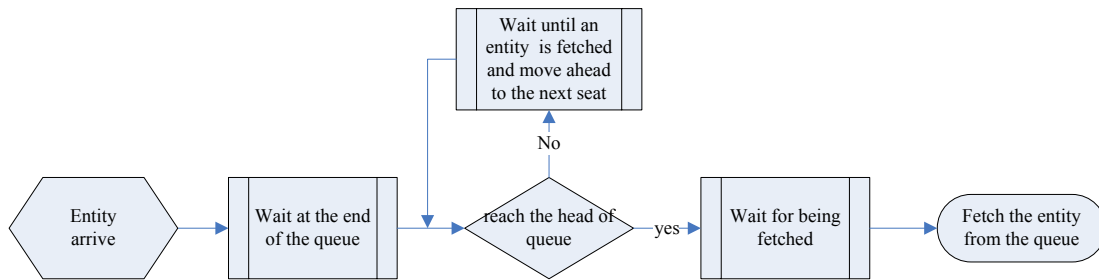 Wait until an
entity is fetched
and move ahead
to the next seat
No
Entity
arrive
Wait at the end
of the queue
reach the head of
queue
yes
Wait for being
fetched
Fetch the entity
from the queue